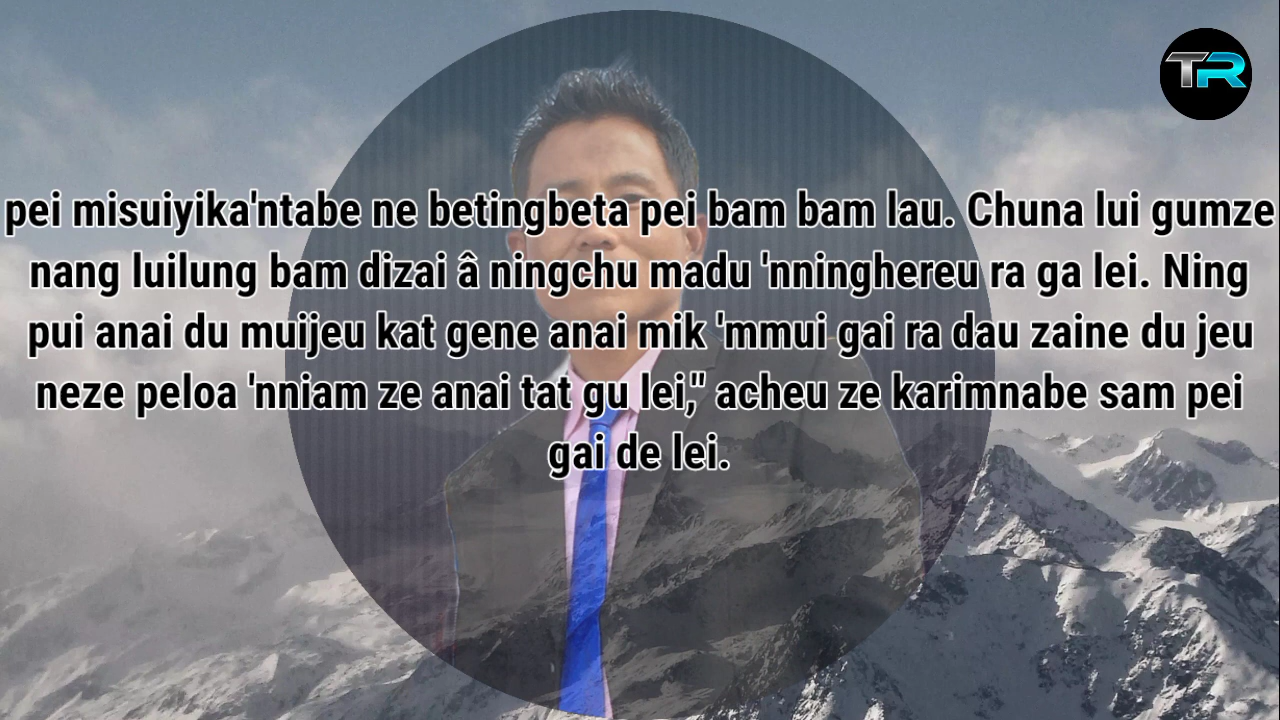 TR
pei misuiyika'ntabe ne betingbeta pei bam bam lau. Chuna lui gumze
nang luilung bam dizai â ningchu madu 'nninghereu ra ga lei. Ning
pui anai du muijeu kat gene anai mik 'mmui gai ra dau zaine du jeu
neze peloa 'nniam ze anai tat gu lei," acheu ze karimnabe sam pei
gai de lei.